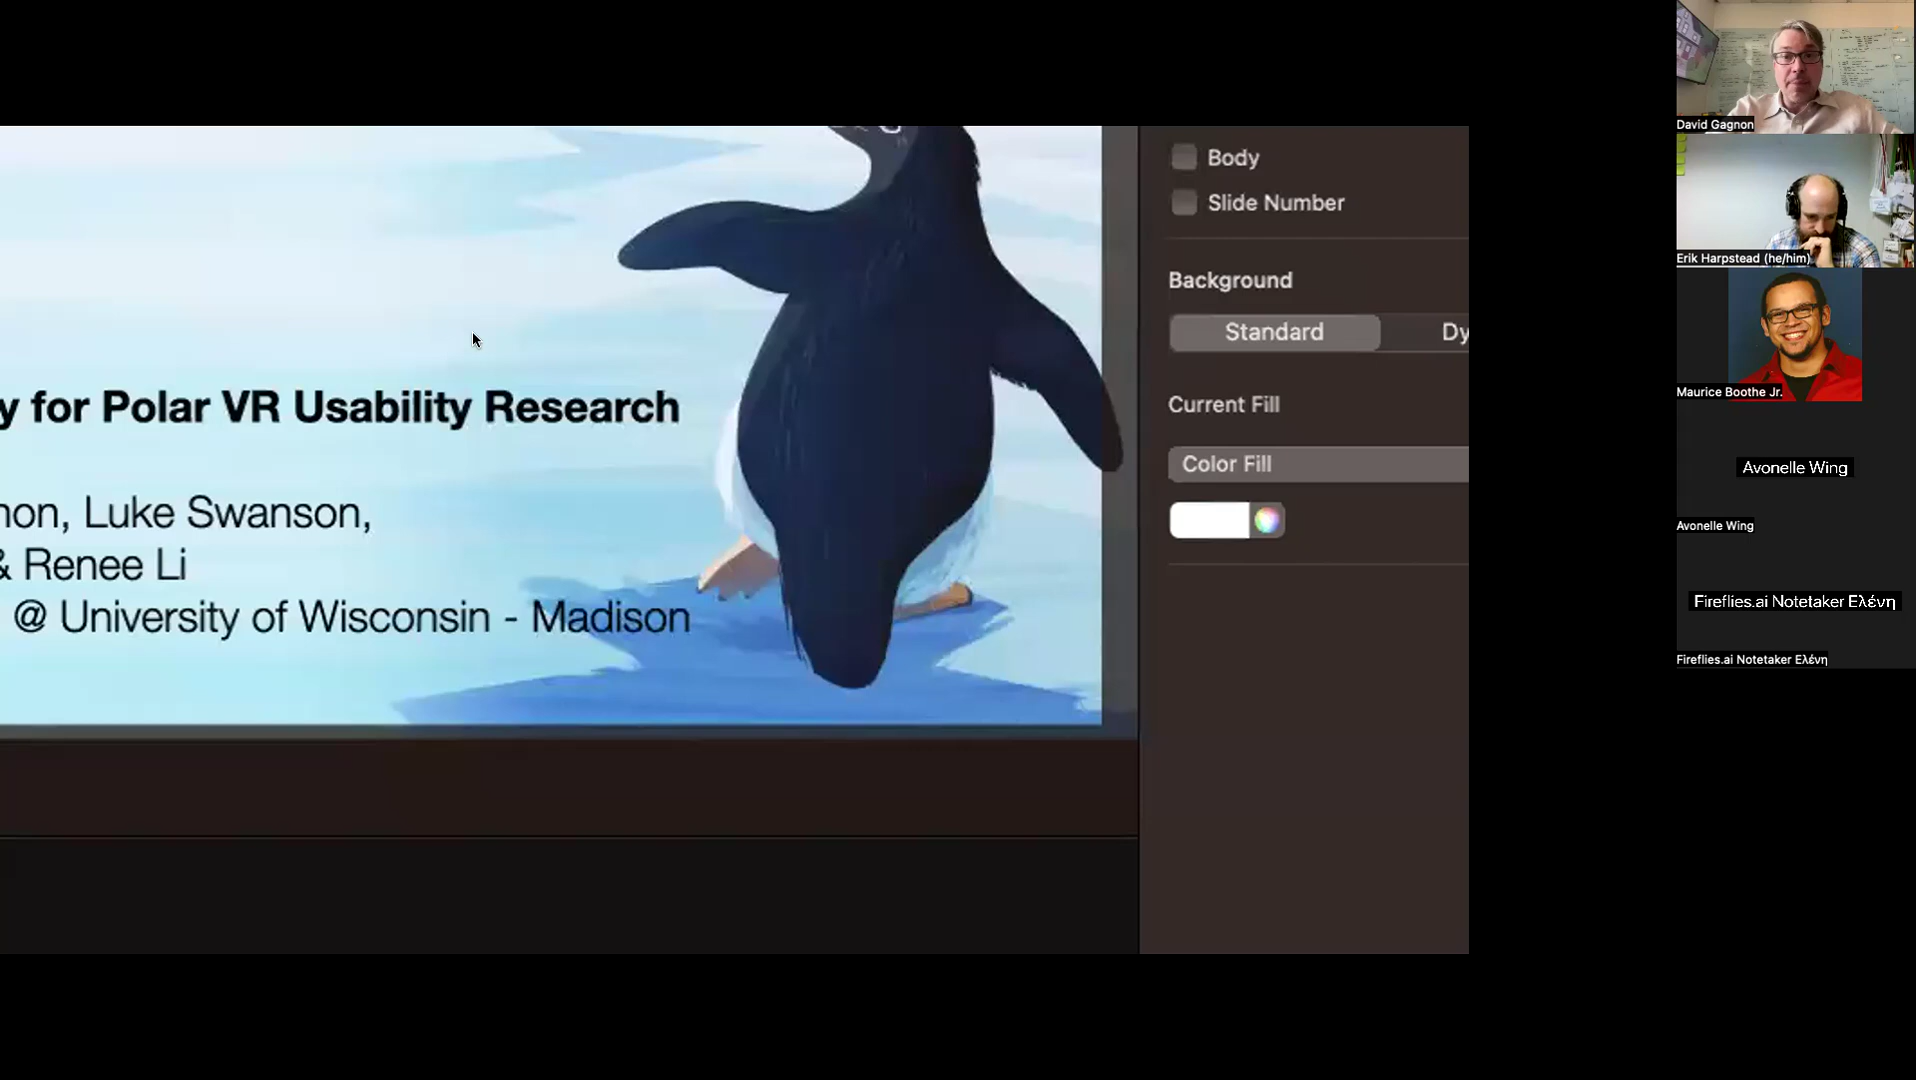 y for Polar VR Usability Research
non, Luke Swanson,
& Renee Li
@ University of Wisconsin - Madison
Body
Slide Number
Background
Standard
Dy
Current Fill
Color Fill
David Gagnon
Erik Harpstead (he/him)
Maurice Boothe Jr.
Avonelle Wing
Avonelle Wing
Fireflies.ai Notetaker Ελένη
Fireflies.ai Notetaker Ελένη